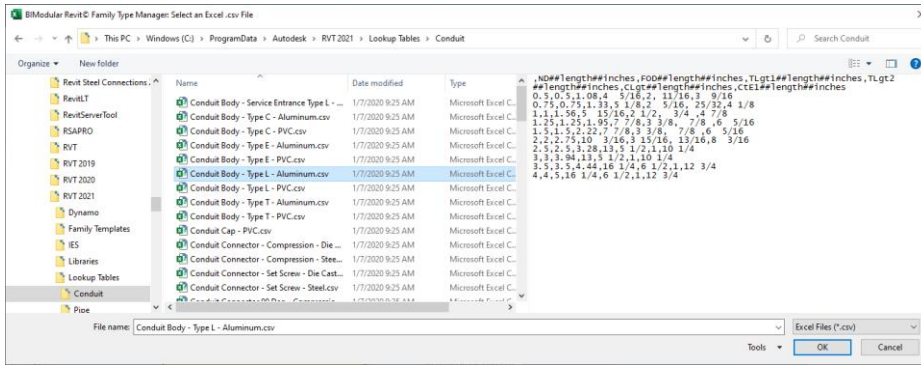 BIModular Revit© Family Type Manager: Select an Excel .csv File
This PC > Windows (C:) > ProgramData > Autodesk > RVT 2021 > Lookup Tables > Conduit
Search Conduit
Organize
New folder
Revit Steel Connections
RevitLT
RevitServerTool
RSAPRO
RVT
RVT 2019
RVT 2020
RVT 2021
Dynamo
Family Templates
IES
Libraries
Lookup Tables
Conduit
Pipe
Name Date modified Type
Conduit Body - Service Entrance Type L - ... 1/7/2020 9:25 AM Microsoft Excel C...
Conduit Body - Type C - Aluminum.csv 1/7/2020 9:25 AM Microsoft Excel C...
Conduit Body - Type C - PVC.csv 1/7/2020 9:25 AM Microsoft Excel C...
Conduit Body - Type E - Aluminum.csv 1/7/2020 9:25 AM Microsoft Excel C...
Conduit Body - Type E - PVC.csv 1/7/2020 9:25 AM Microsoft Excel C...
Conduit Body - Type L - Aluminum.csv 1/7/2020 9:25 AM Microsoft Excel C...
Conduit Body - Type L - PVC.csv 1/7/2020 9:25 AM Microsoft Excel C...
Conduit Body - Type T - Aluminum.csv 1/7/2020 9:25 AM Microsoft Excel C...
Conduit Body - Type T - PVC.csv 1/7/2020 9:25 AM Microsoft Excel C...
Conduit Cap - PVC.csv 1/7/2020 9:25 AM Microsoft Excel C...
Conduit Connector - Compression - Die ... 1/7/2020 9:25 AM Microsoft Excel C...
Conduit Connector - Compression - Stee... 1/7/2020 9:25 AM Microsoft Excel C...
Conduit Connector - Set Screw - Die Cast... 1/7/2020 9:25 AM Microsoft Excel C...
Conduit Connector - Set Screw - Steel.csv 1/7/2020 9:25 AM Microsoft Excel C...
,ND##length##inches,FOD##length##inches,TLgt1##length##inches,TLgt2
##length##inches,CLgt##length##inches,CtE1##length##inches
0.5,0.5,1.08,4  5/16,2, 11/16,3  9/16
0.75,0.75,1.33,5 1/8,2  5/16, 25/32,4 1/8
1,1,1.56,5  15/16,2 1/2,  3/4 ,4 7/8
1.25,1.25,1.95,7 7/8,3 3/8,  7/8 ,6  5/16
1.5,1.5,2.22,7 7/8,3 3/8,  7/8 ,6  5/16
2,2,2.75,10  3/16,3 15/16, 13/16,8  3/16
2.5,2.5,3.28,13,5 1/2,1,10 1/4
3,3,3.94,13,5 1/2,1,10 1/4
3.5,3.5,4.44,16 1/4,6 1/2,1,12 3/4
4,4,5,16 1/4,6 1/2,1,12 3/4
File name: Conduit Body - Type L - Aluminum.csv
Excel Files (*.csv)
Tools
OK
Cancel